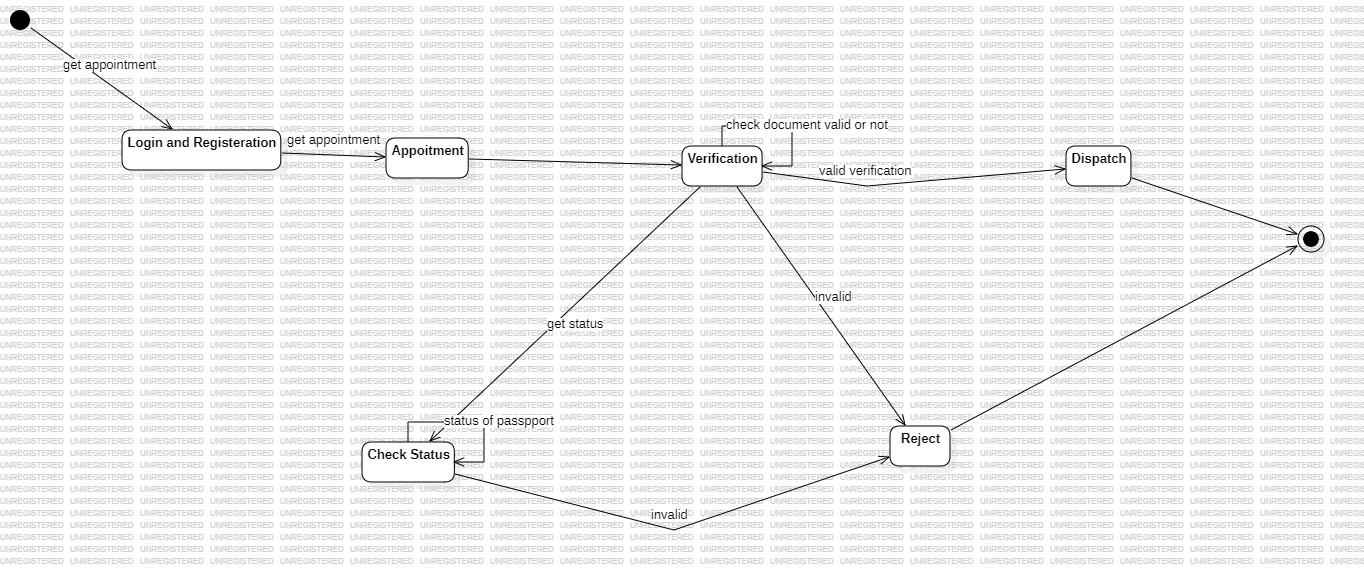 get appointment
Login and Registeration
get appointment
Appoitment
check document valid or not
Verification
valid verification
Dispatch
get status
invalid
status of passpport
Check Status
Reject
invalid
UNREGISTERED